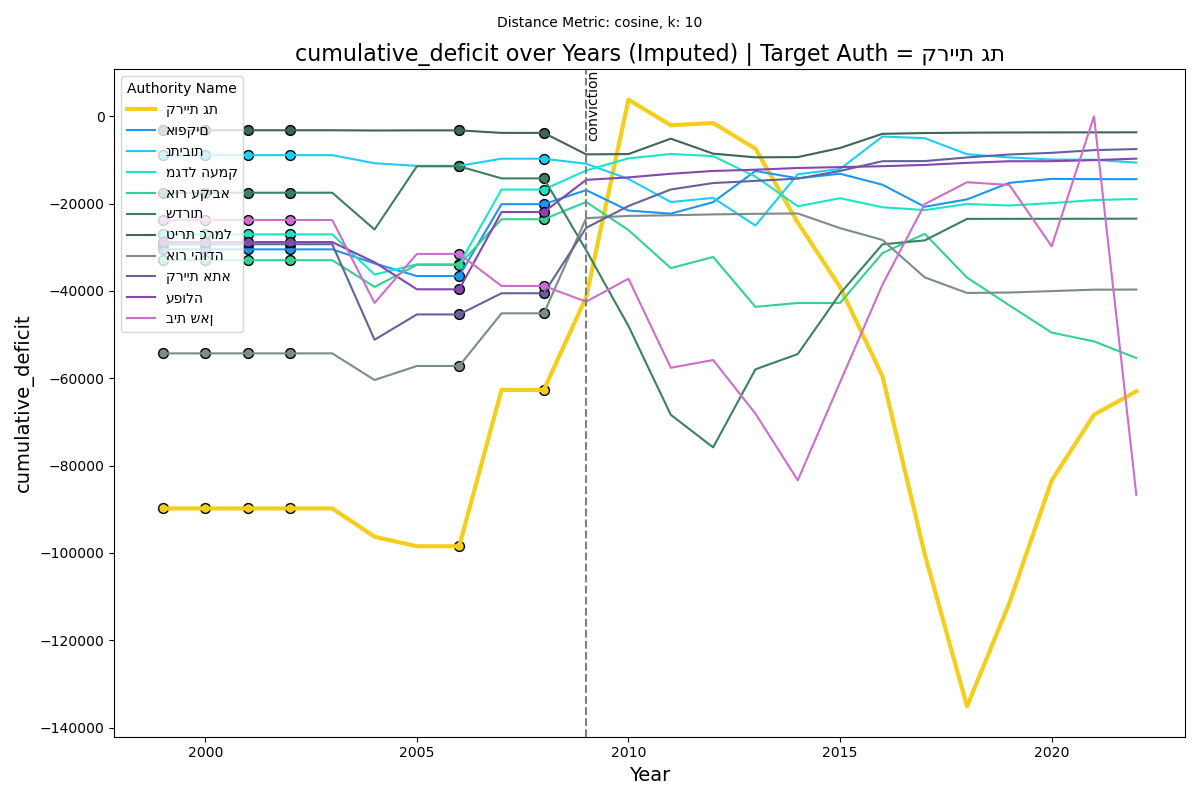 Distance Metric: cosine, k: 10
cumulative_deficit over Years (Imputed) | Target Auth = קריית גת
conviction
Authority Name
קריית גת
אופקים
נתיבות
מגדל העמק
אור עקיבא
שדרות
טירת כרמל
אור יהודה
קריית אתא
עפולה
בית שאן
cumulative_deficit
0
−20000
−40000
−60000
−80000
−100000
−120000
−140000
2000
2005
2010
2015
2020
Year